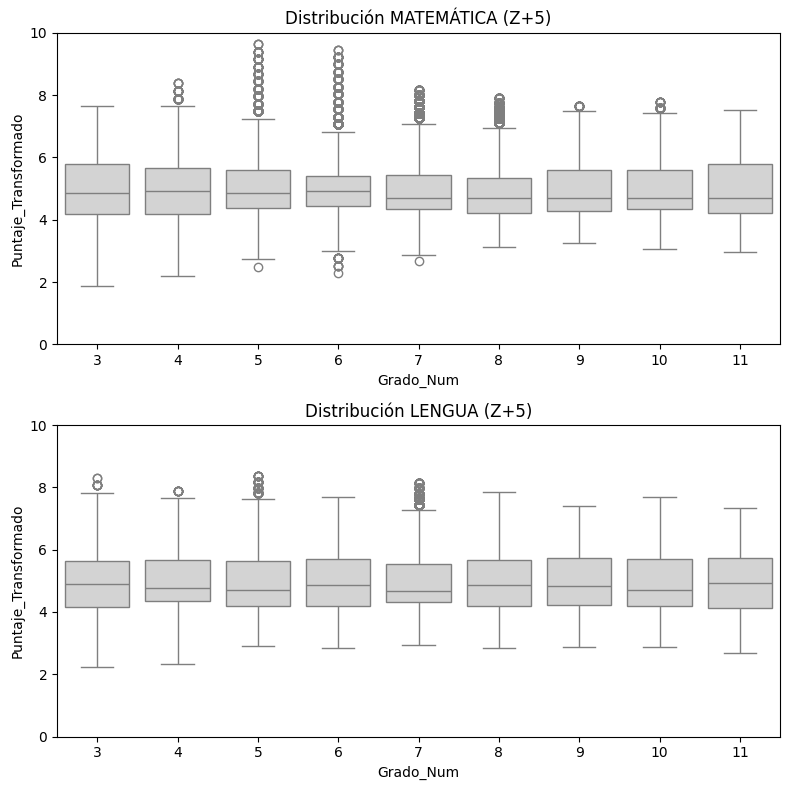 Distribución MATEMÁTICA (Z+5)
Puntaje_Transformado
10
8
6
4
2
0
3 4 5 6 7 8 9 10 11
Grado_Num
Distribución LENGUA (Z+5)
Puntaje_Transformado
10
8
6
4
2
0
3 4 5 6 7 8 9 10 11
Grado_Num